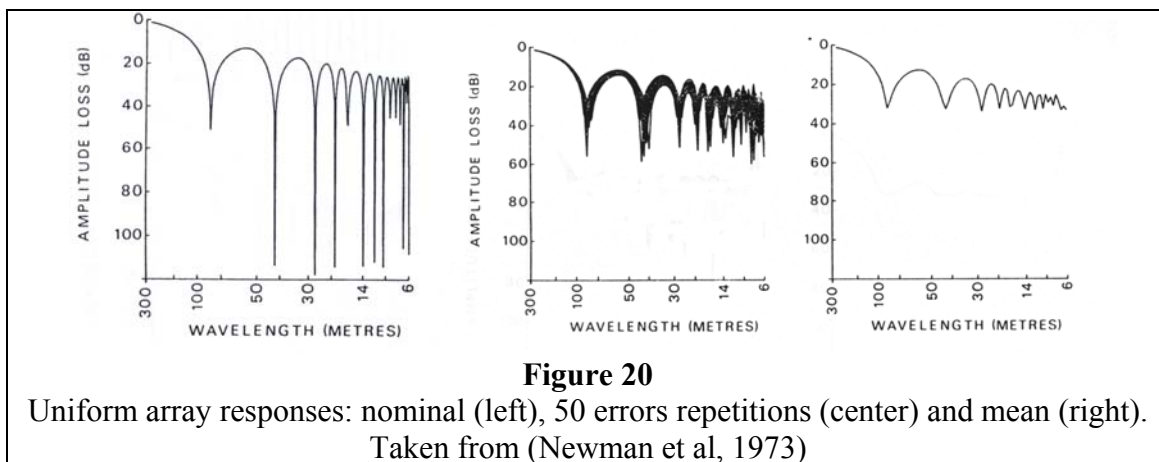 AMPLITUDE LOSS (dB)
0
20
40
60
80
100
300 100 50 30 14 6
WAVELENGTH (METRES)
AMPLITUDE LOSS (dB)
0
20
40
60
80
100
300 100 50 30 14 6
WAVELENGTH (METRES)
AMPLITUDE LOSS (dB)
0
20
40
60
80
100
300 100 50 30 14 6
WAVELENGTH (METRES)
Figure 20
Uniform array responses: nominal (left), 50 errors repetitions (center) and mean (right).
Taken from (Newman et al, 1973)